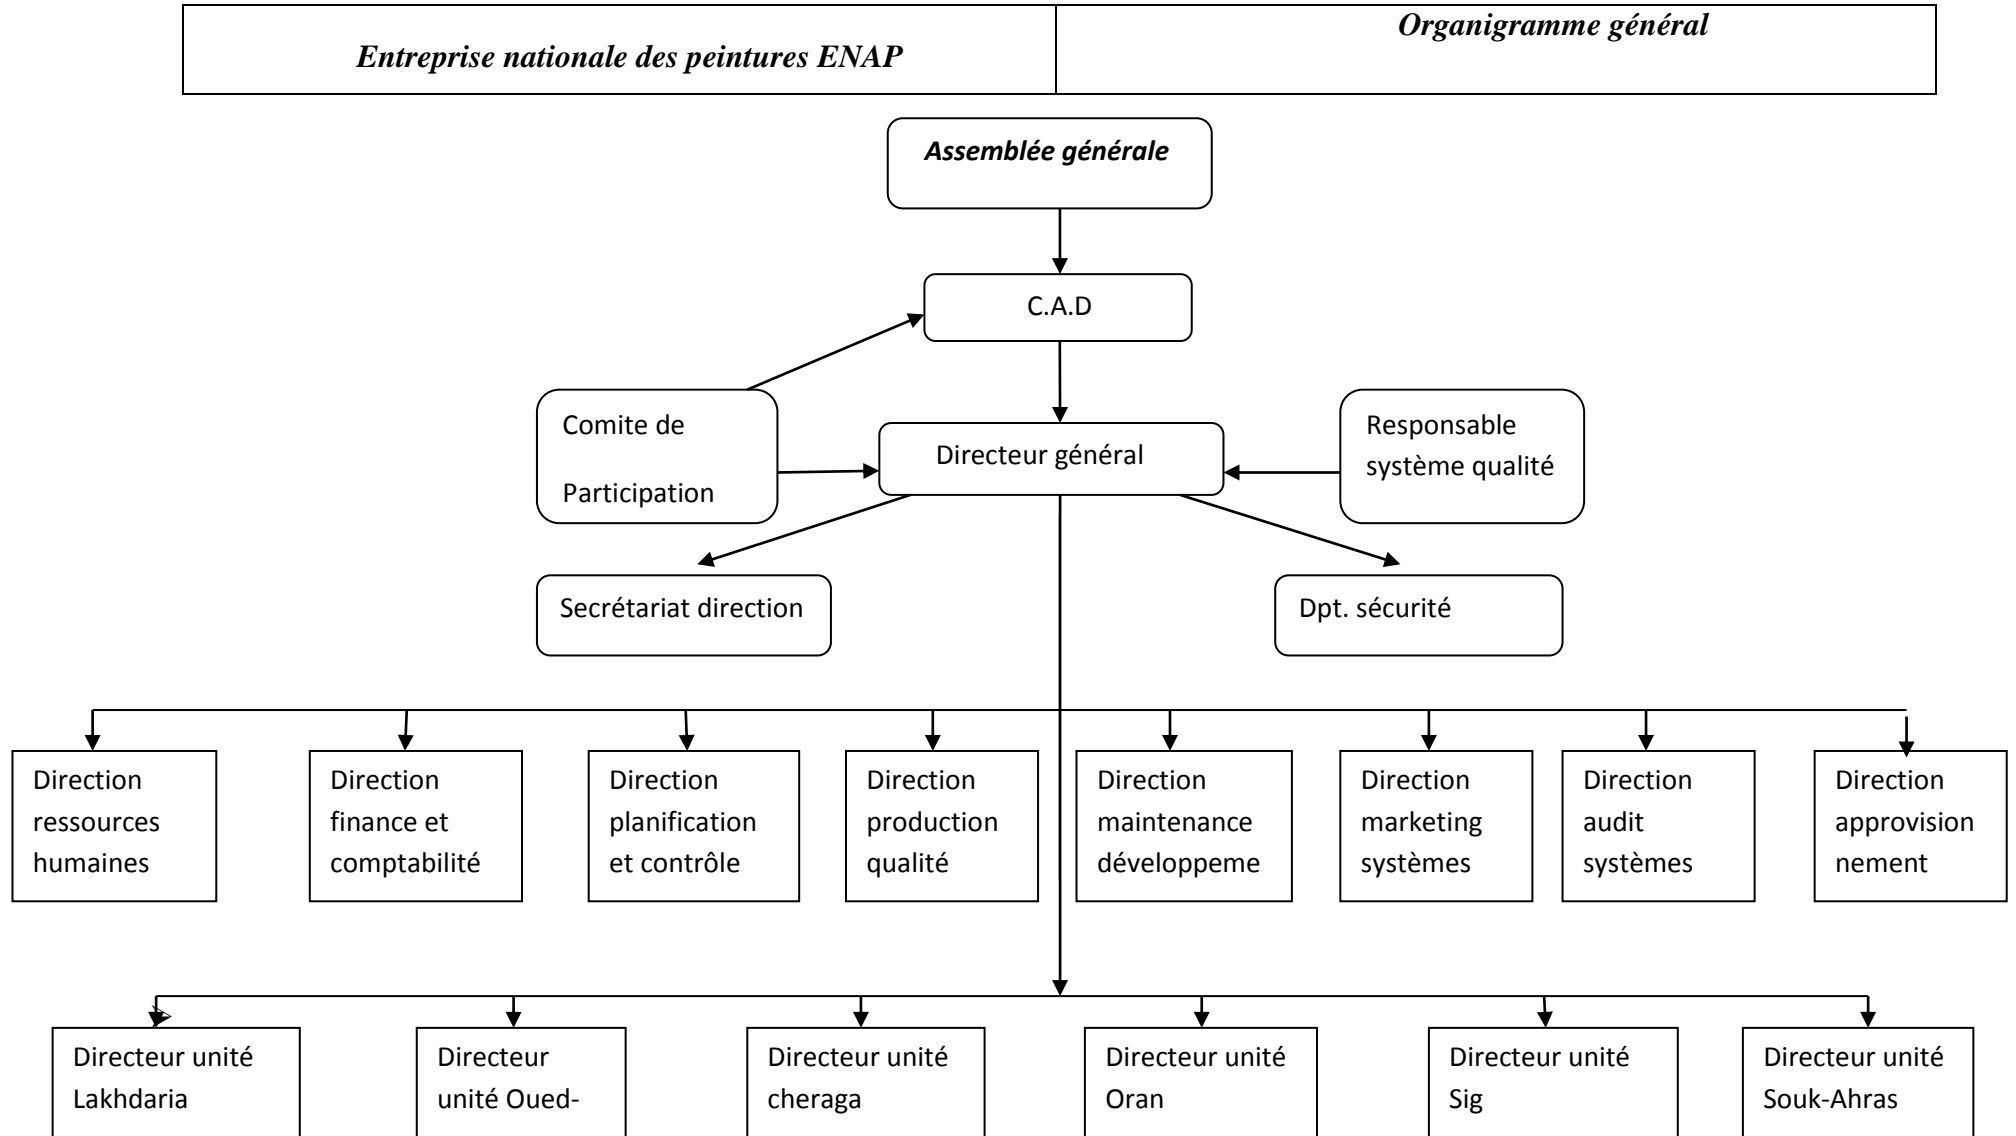 Entreprise nationale des peintures ENAP
Organigramme général
Assemblée générale
C.A.D
Comite de
Participation
Directeur général
Responsable
système qualité
Secrétariat direction
Dpt. sécurité
Direction
ressources
humaines
Direction
finance et
comptabilité
Direction
planification
et contrôle
Direction
production
qualité
Direction
maintenance
développeme
Direction
marketing
systèmes
Direction
audit
systèmes
Direction
approvision
nement
Directeur unité
Lakhdaria
Directeur
unité Oued-
Directeur unité
cheraga
Directeur unité
Oran
Directeur unité
Sig
Directeur unité
Souk-Ahras